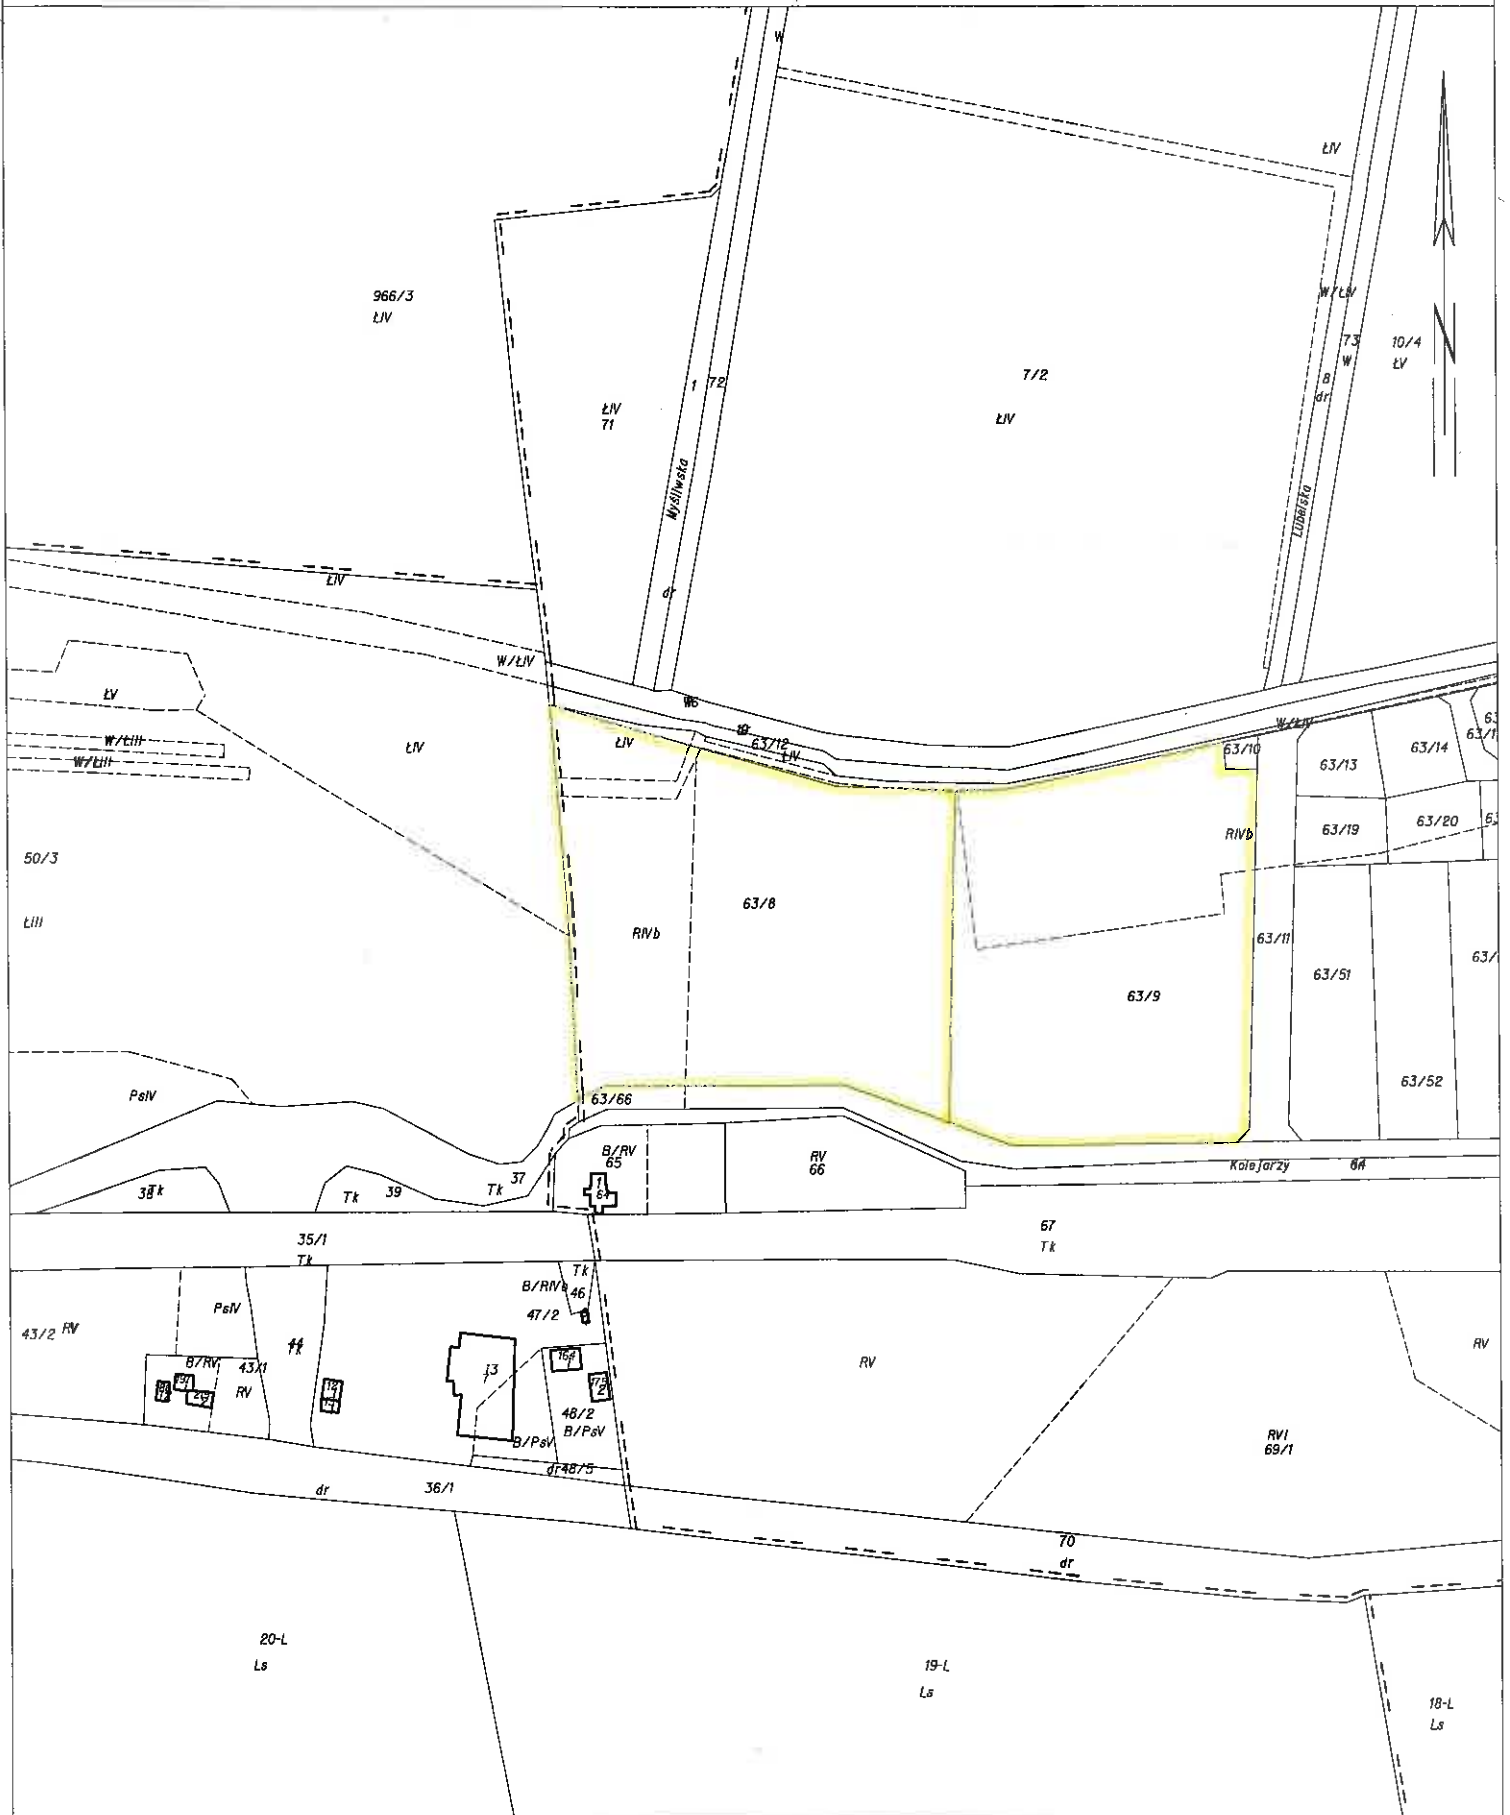 W
ŁIV
966/3
ŁIV
W/ŁIV
73
W
10/4
ŁV
7/2
ŁIV
1
72
8
dr
ŁIV
71
Myśliwska
Lubelska
dr
ŁIV
W/ŁIV
ŁV
W/ŁIII
W/ŁIII
ŁIV
ŁIV
63/12
ŁIV
W/ŁIV
63/10
63/13
63/14
63/19
63/20
RIVb
50/3
ŁIII
63/8
RIVb
63/11
63/51
63/9
63/52
PsIV
63/66
B/RV
65
RV
66
Kolejarzy
37
Tk
38
Tk
Tk
39
1
64
67
Tk
35/1
Tk
Tk
46
47/2
PsIV
43/2
RV
44
Tk
B/RV
43/1
RV
13
RV
RV
48/2
B/PsV
B/PsV
dr
48/5
RVI
69/1
dr
36/1
70
dr
20-L
Ls
19-L
Ls
18-L
Ls